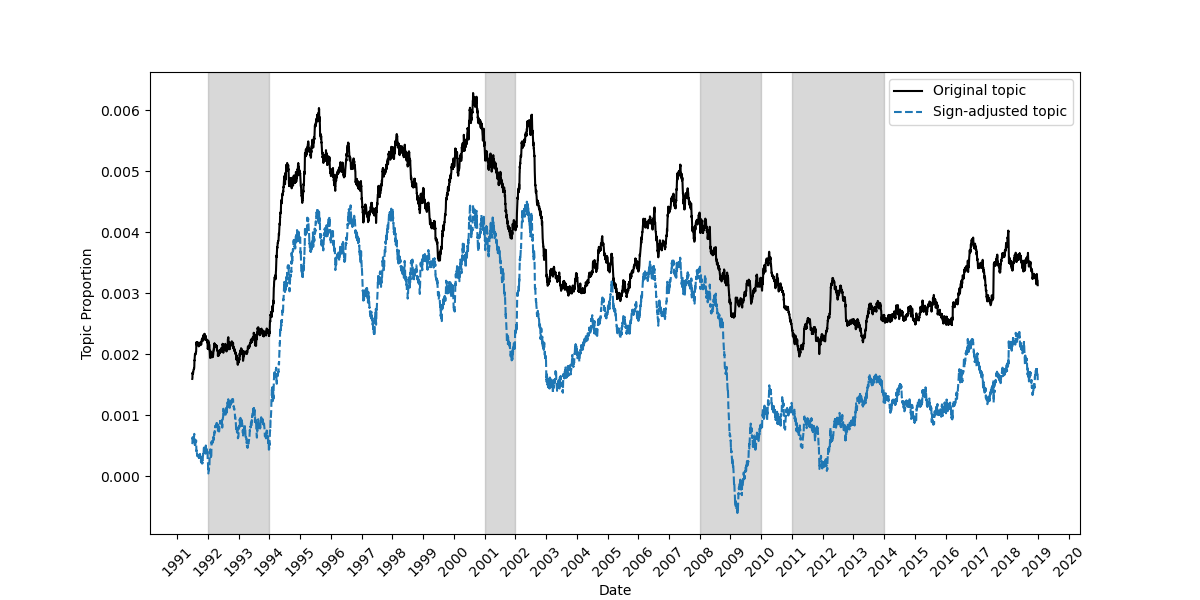 Original topic
Sign-adjusted topic
Topic Proportion
0.006
0.005
0.004
0.003
0.002
0.001
0.000
1991 1992 1993 1994 1995 1996 1997 1998 1999 2000 2001 2002 2003 2004 2005 2006 2007 2008 2009 2010 2011 2012 2013 2014 2015 2016 2017 2018 2019 2020
Date